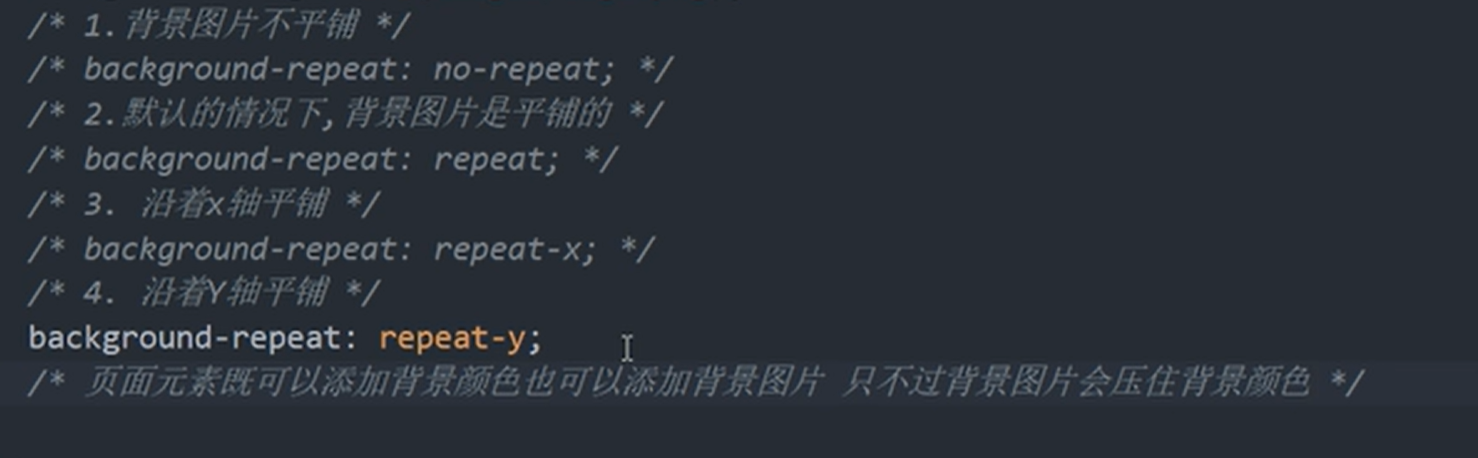 /* 1.背景图片不平铺 */
/* background-repeat: no-repeat; */
/* 2.默认的情况下,背景图片是平铺的 */
/* background-repeat: repeat; */
/* 3. 沿着x轴平铺 */
/* background-repeat: repeat-x; */
/* 4. 沿着Y轴平铺 */
background-repeat: repeat-y;
/* 页面元素既可以添加背景颜色也可以添加背景图片 只不过背景图片会压住背景颜色 */